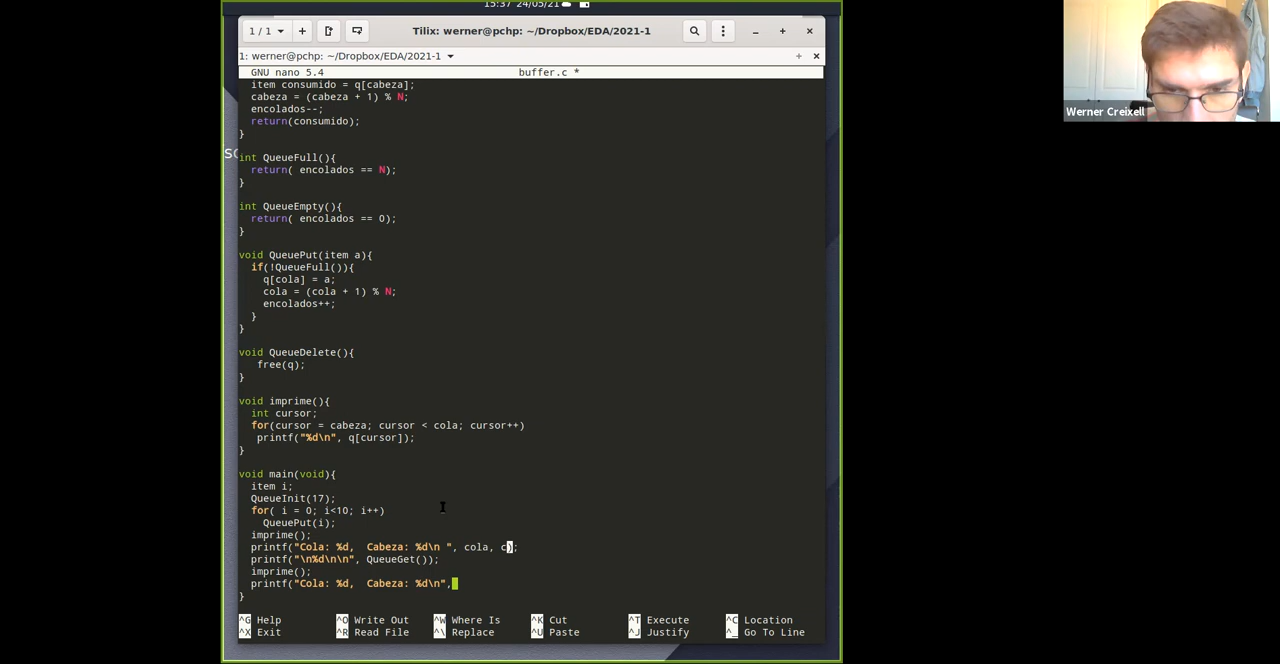 15:37 24/05/21
1 / 1
Tilix: werner@pchp: ~/Dropbox/EDA/2021-1
1: werner@pchp: ~/Dropbox/EDA/2021-1
GNU nano 5.4 buffer.c *
item consumido = q[cabeza];
cabeza = (cabeza + 1) % N;
encolados--;
return(consumido);
}
int QueueFull(){
return( encolados == N);
}
int QueueEmpty(){
return( encolados == 0);
}
void QueuePut(item a){
if(!QueueFull()){
q[cola] = a;
cola = (cola + 1) % N;
encolados++;
}
}
void QueueDelete(){
free(q);
}
void imprime(){
int cursor;
for(cursor = cabeza; cursor < cola; cursor++)
printf("%d\n", q[cursor]);
}
void main(void){
item i;
QueueInit(17);
for( i = 0; i<10; i++)
QueuePut(i);
imprime();
printf("Cola: %d,  Cabeza: %d\n ", cola, c);
printf("\n%d\n\n", QueueGet());
imprime();
printf("Cola: %d,  Cabeza: %d\n",
}
^G Help ^O Write Out ^W Where Is ^K Cut ^T Execute ^C Location
^X Exit ^R Read File ^\ Replace ^U Paste ^J Justify ^_ Go To Line
Werner Creixell